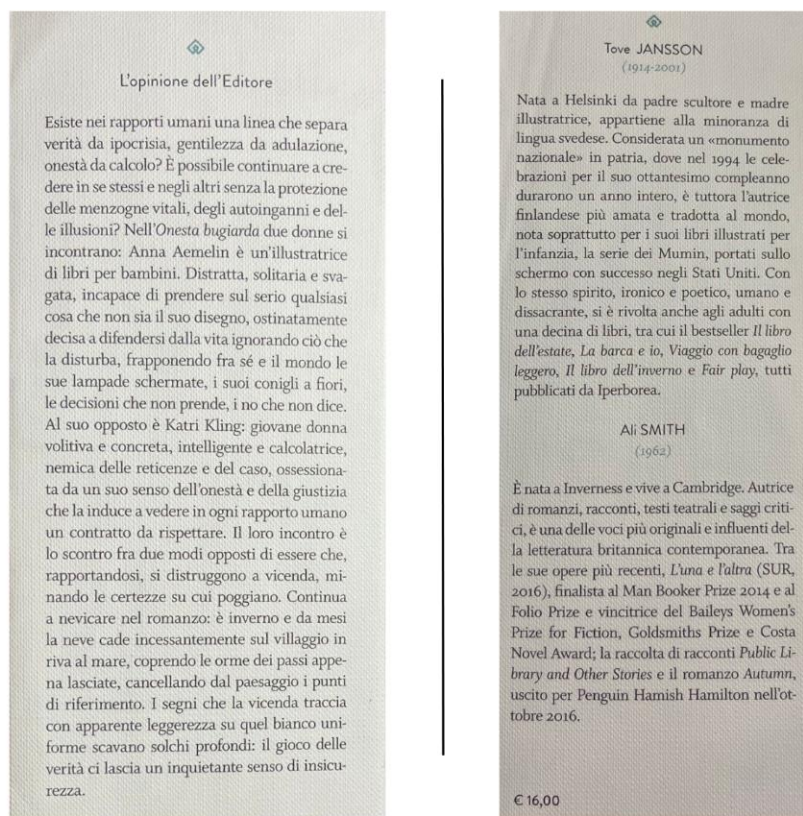 L'opinione dell'Editore
Esiste nei rapporti umani una linea che separa
verità da ipocrisia, gentilezza da adulazione,
onestà da calcolo? È possibile continuare a cre-
dere in se stessi e negli altri senza la protezione
delle menzogne vitali, degli autoinganni e del-
le illusioni? Nell'Onesta bugiarda due donne si
incontrano: Anna Aemelin è un'illustratrice
di libri per bambini. Distratta, solitaria e sva-
gata, incapace di prendere sul serio qualsiasi
cosa che non sia il suo disegno, ostinatamente
decisa a difendersi dalla vita ignorando ciò che
la disturba, frapponendo fra sé e il mondo le
sue lampade schermate, i suoi conigli a fiori,
le decisioni che non prende, i no che non dice.
Al suo opposto è Katri Kling: giovane donna
volitiva e concreta, intelligente e calcolatrice,
nemica delle reticenze e del caso, ossessiona-
ta da un suo senso dell'onestà e della giustizia
che la induce a vedere in ogni rapporto umano
un contratto da rispettare. Il loro incontro è
lo scontro fra due modi opposti di essere che,
rapportandosi, si distruggono a vicenda, mi-
nando le certezze su cui poggiano. Continua
a nevicare nel romanzo: è inverno e da mesi
la neve cade incessantemente sul villaggio in
riva al mare, coprendo le orme dei passi appe-
na lasciate, cancellando dal paesaggio i punti
di riferimento. I segni che la vicenda traccia
con apparente leggerezza su quel bianco uni-
forme scavano solchi profondi: il gioco delle
verità ci lascia un inquietante senso di insicu-
rezza.
Tove JANSSON
(1914-2001)
Nata a Helsinki da padre scultore e madre
illustratrice, appartiene alla minoranza di
lingua svedese. Considerata un «monumento
nazionale» in patria, dove nel 1994 le cele-
brazioni per il suo ottantesimo compleanno
durarono un anno intero, è tuttora l'autrice
finlandese più amata e tradotta al mondo,
nota soprattutto per i suoi libri illustrati per
l'infanzia, la serie dei Mumin, portati sullo
schermo con successo negli Stati Uniti. Con
lo stesso spirito, ironico e poetico, umano e
dissacrante, si è rivolta anche agli adulti con
una decina di libri, tra cui il bestseller Il libro
dell'estate, La barca e io, Viaggio con bagaglio
leggero, Il libro dell'inverno e Fair play, tutti
pubblicati da Iperborea.
Ali SMITH
(1962)
È nata a Inverness e vive a Cambridge. Autrice
di romanzi, racconti, testi teatrali e saggi criti-
ci, è una delle voci più originali e influenti del-
la letteratura britannica contemporanea. Tra
le sue opere più recenti, L'una e l'altra (SUR,
2016), finalista al Man Booker Prize 2014 e al
Folio Prize e vincitrice del Baileys Women's
Prize for Fiction, Goldsmiths Prize e Costa
Novel Award; la raccolta di racconti Public Li-
brary and Other Stories e il romanzo Autumn,
uscito per Penguin Hamish Hamilton nell'ot-
tobre 2016.
€ 16,00